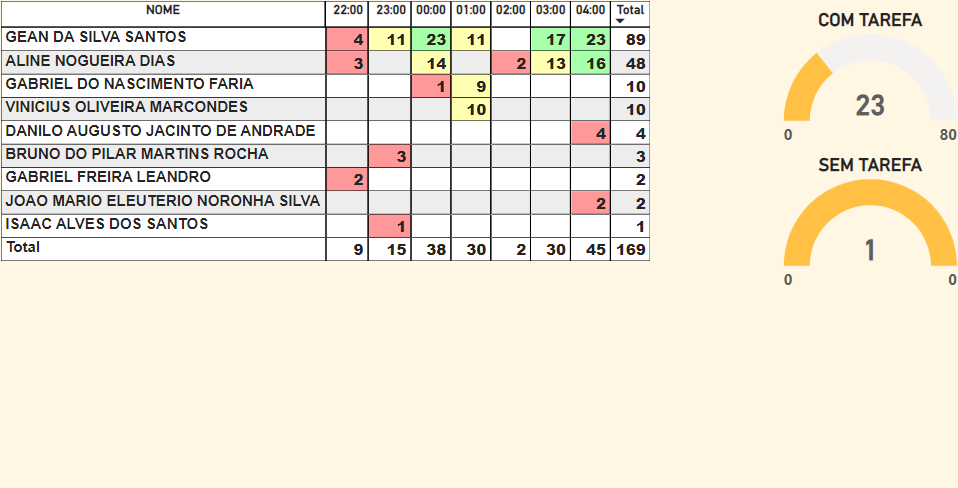 NOME 22:00 23:00 00:00 01:00 02:00 03:00 04:00 Total
GEAN DA SILVA SANTOS 4 11 23 11 17 23 89
ALINE NOGUEIRA DIAS 3 14 2 13 16 48
GABRIEL DO NASCIMENTO FARIA 1 9 10
VINICIUS OLIVEIRA MARCONDES 10 10
DANILO AUGUSTO JACINTO DE ANDRADE 4 4
BRUNO DO PILAR MARTINS ROCHA 3 3
GABRIEL FREIRA LEANDRO 2 2
JOAO MARIO ELEUTERIO NORONHA SILVA 2 2
ISAAC ALVES DOS SANTOS 1 1
Total 9 15 38 30 2 30 45 169
COM TAREFA
23
0 80
SEM TAREFA
1
0 0